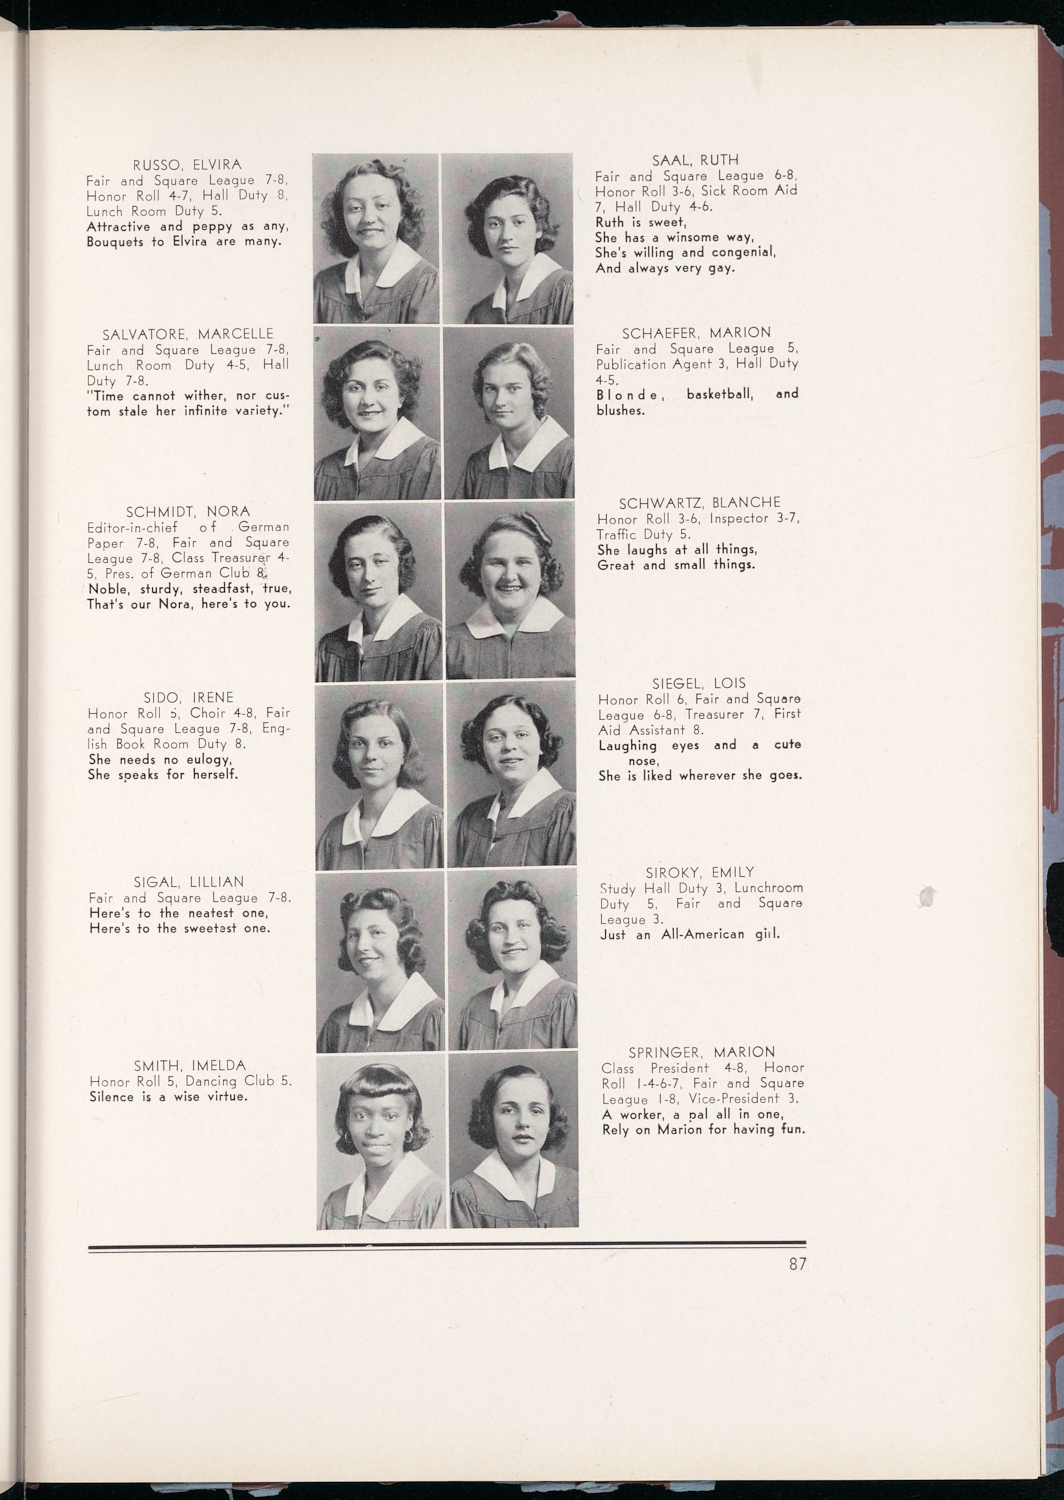 RUSSO, ELVIRA
Fair and Square League 7-8,
Honor Roll 4-7, Hall Duty 8,
Lunch Room Duty 5.
Attractive and peppy as any,
Bouquets to Elvira are many.
SAAL, RUTH
Fair and Square League 6-8,
Honor Roll 3-6, Sick Room Aid
7, Hall Duty 4-6.
Ruth is sweet,
She has a winsome way,
She's willing and congenial,
And always very gay.
SALVATORE, MARCELLE
Fair and Square League 7-8,
Lunch Room Duty 4-5, Hall
Duty 7-8.
"Time cannot wither, nor cus-
tom stale her infinite variety."
SCHAEFER, MARION
Fair and Square League 5,
Publication Agent 3, Hall Duty
4-5.
Blonde, basketball, and
blushes.
SCHMIDT, NORA
Editor-in-chief of German
Paper 7-8, Fair and Square
League 7-8, Class Treasurer 4-
5, Pres. of German Club 8.
Noble, sturdy, steadfast, true,
That's our Nora, here's to you.
SCHWARTZ, BLANCHE
Honor Roll 3-6, Inspector 3-7,
Traffic Duty 5.
She laughs at all things,
Great and small things.
SIDO, IRENE
Honor Roll 5, Choir 4-8, Fair
and Square League 7-8, Eng-
lish Book Room Duty 8.
She needs no eulogy,
She speaks for herself.
SIEGEL, LOIS
Honor Roll 6, Fair and Square
League 6-8, Treasurer 7, First
Aid Assistant 8.
Laughing eyes and a cute
nose,
She is liked wherever she goes.
SIGAL, LILLIAN
Fair and Square League 7-8.
Here's to the neatest one,
Here's to the sweetest one.
SIROKY, EMILY
Study Hall Duty 3, Lunchroom
Duty 5, Fair and Square
League 3.
Just an All-American girl.
SMITH, IMELDA
Honor Roll 5, Dancing Club 5.
Silence is a wise virtue.
SPRINGER, MARION
Class President 4-8, Honor
Roll 1-4-6-7, Fair and Square
League 1-8, Vice-President 3.
A worker, a pal all in one,
Rely on Marion for having fun.
87